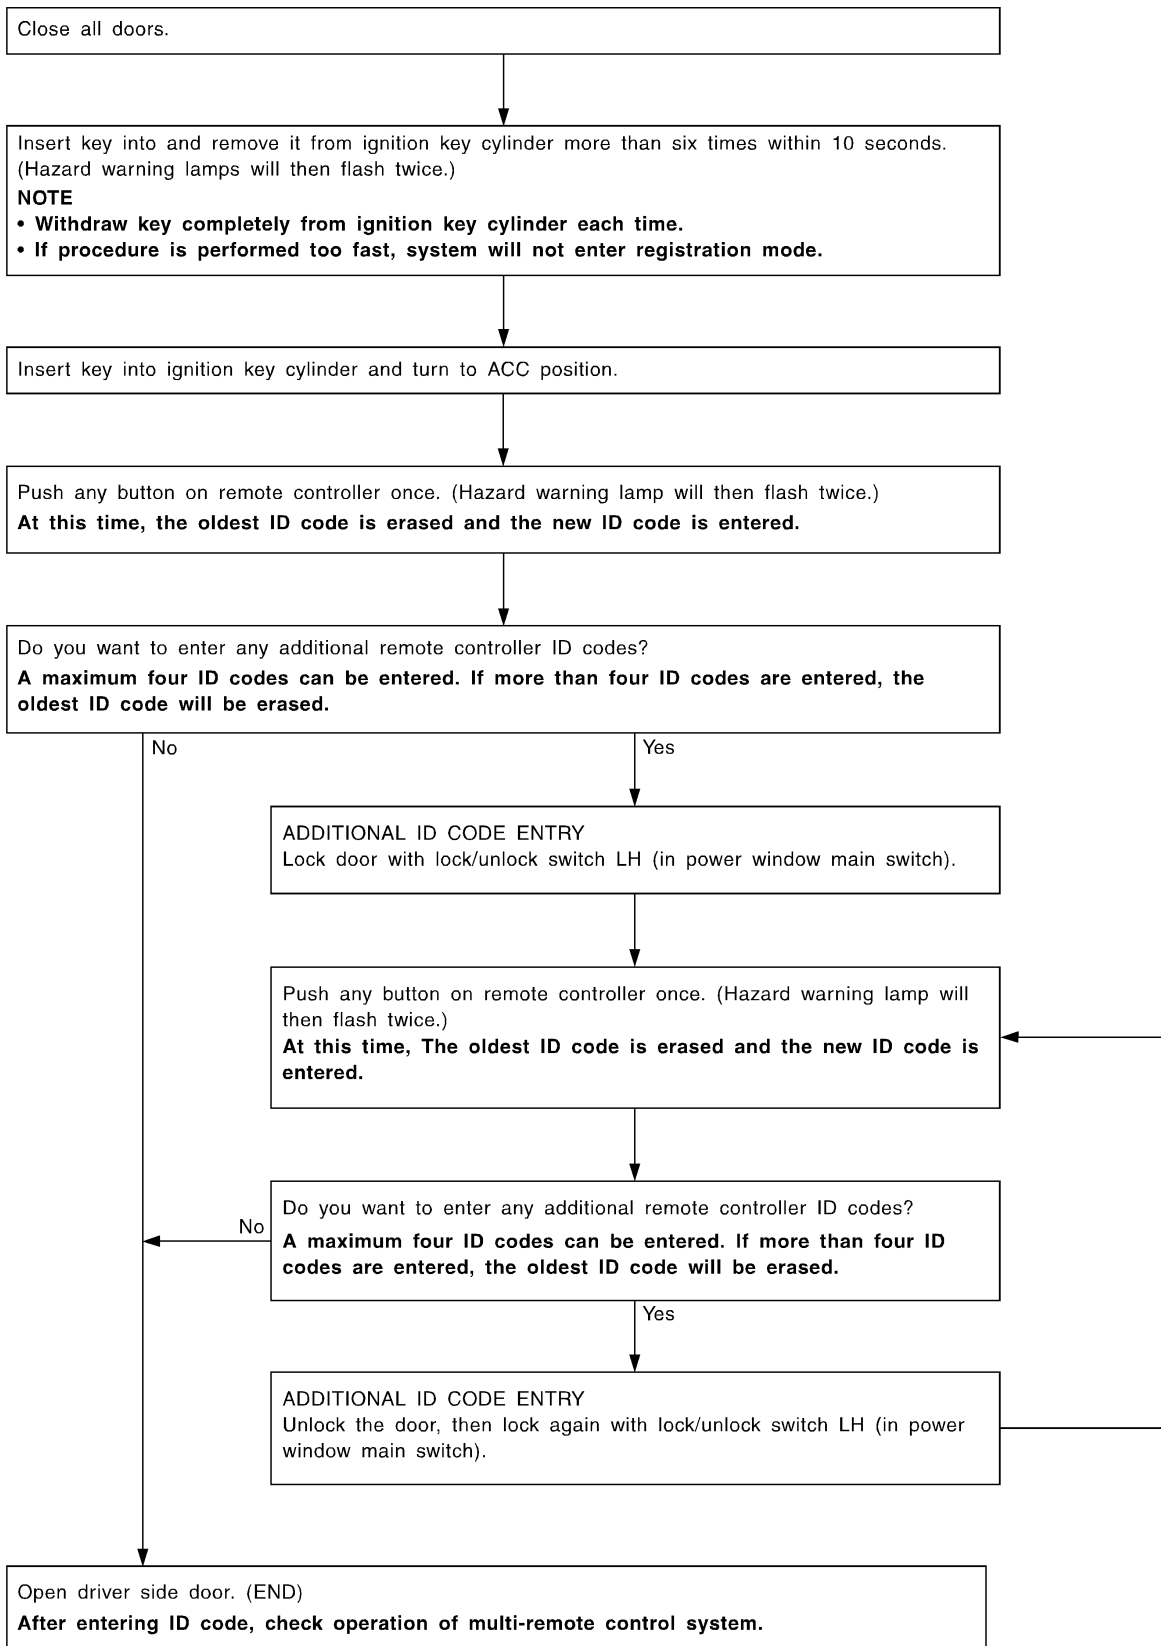 Close all doors.
Insert key into and remove it from ignition key cylinder more than six times within 10 seconds.
(Hazard warning lamps will then flash twice.)
NOTE
• Withdraw key completely from ignition key cylinder each time.
• If procedure is performed too fast, system will not enter registration mode.
Insert key into ignition key cylinder and turn to ACC position.
Push any button on remote controller once. (Hazard warning lamp will then flash twice.)
At this time, the oldest ID code is erased and the new ID code is entered.
Do you want to enter any additional remote controller ID codes?
A maximum four ID codes can be entered. If more than four ID codes are entered, the
oldest ID code will be erased.
No
Yes
ADDITIONAL ID CODE ENTRY
Lock door with lock/unlock switch LH (in power window main switch).
Push any button on remote controller once. (Hazard warning lamp will
then flash twice.)
At this time, The oldest ID code is erased and the new ID code is
entered.
Do you want to enter any additional remote controller ID codes?
No
A maximum four ID codes can be entered. If more than four ID
codes are entered, the oldest ID code will be erased.
Yes
ADDITIONAL ID CODE ENTRY
Unlock the door, then lock again with lock/unlock switch LH (in power
window main switch).
Open driver side door. (END)
After entering ID code, check operation of multi-remote control system.